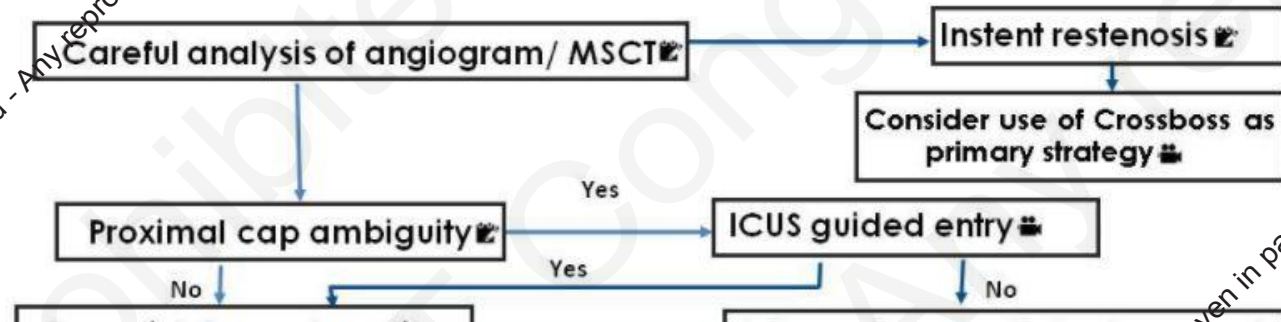 Careful analysis of angiogram/ MSCT
Instent restenosis
Consider use of Crossboss as
primary strategy
Yes
Proximal cap ambiguity
ICUS guided entry
Yes
No
No